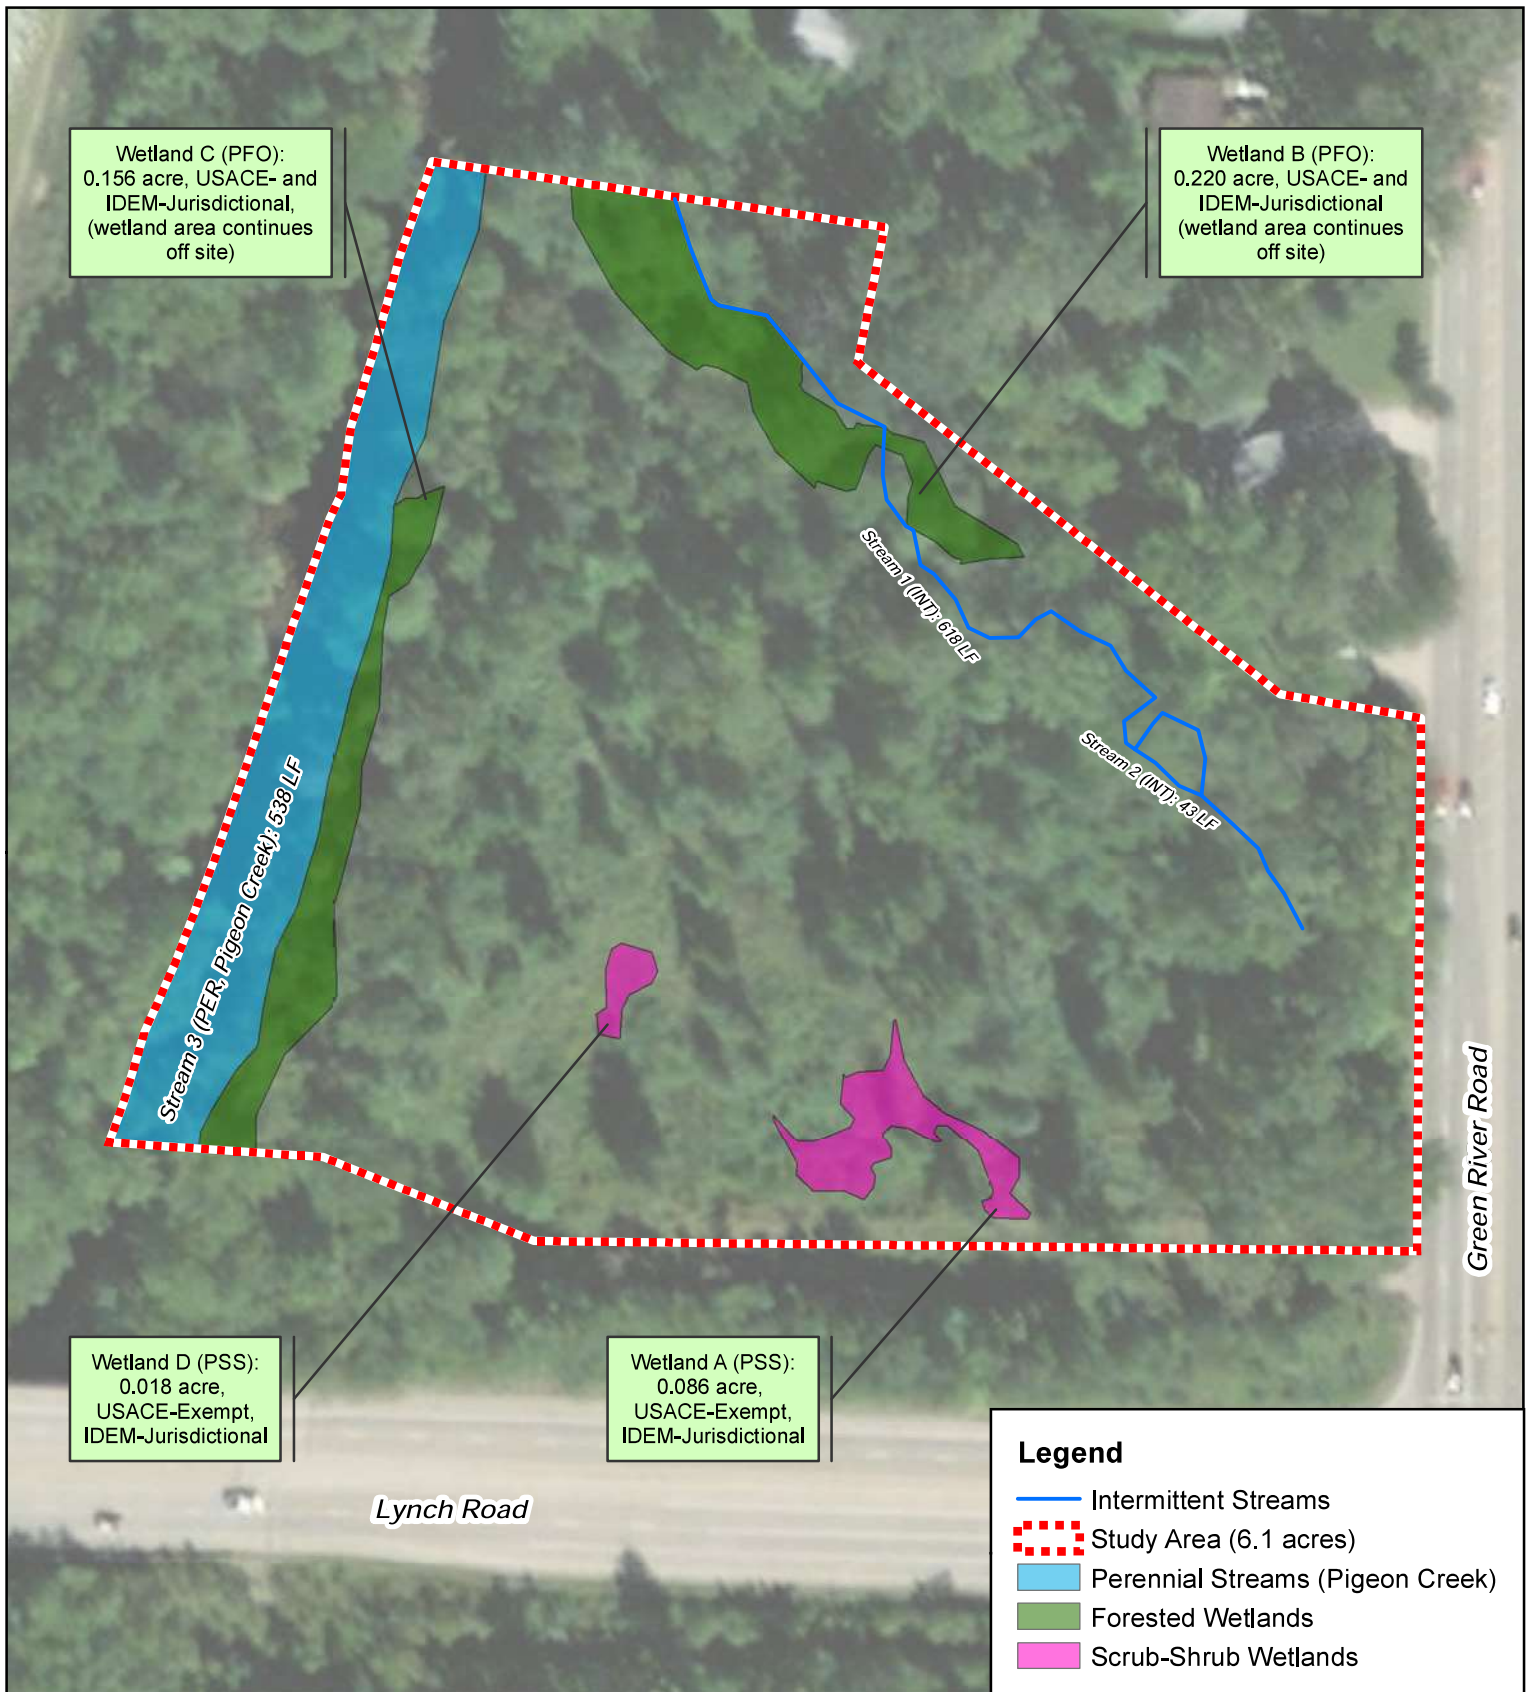 Wetland C (PFO):
0.156 acre, USACE- and
IDEM-Jurisdictional,
(wetland area continues
off site)
Wetland B (PFO):
0.220 acre, USACE- and
IDEM-Jurisdictional
(wetland area continues
off site)
Stream 1 (INT): 618 LF
Stream 2 (INT): 43 LF
Stream 3 (PER, Pigeon Creek): 538 LF
Green River Road
Wetland D (PSS):
0.018 acre,
USACE-Exempt,
IDEM-Jurisdictional
Wetland A (PSS):
0.086 acre,
USACE-Exempt,
IDEM-Jurisdictional
Lynch Road
Legend
Intermittent Streams
Study Area (6.1 acres)
Perennial Streams (Pigeon Creek)
Forested Wetlands
Scrub-Shrub Wetlands